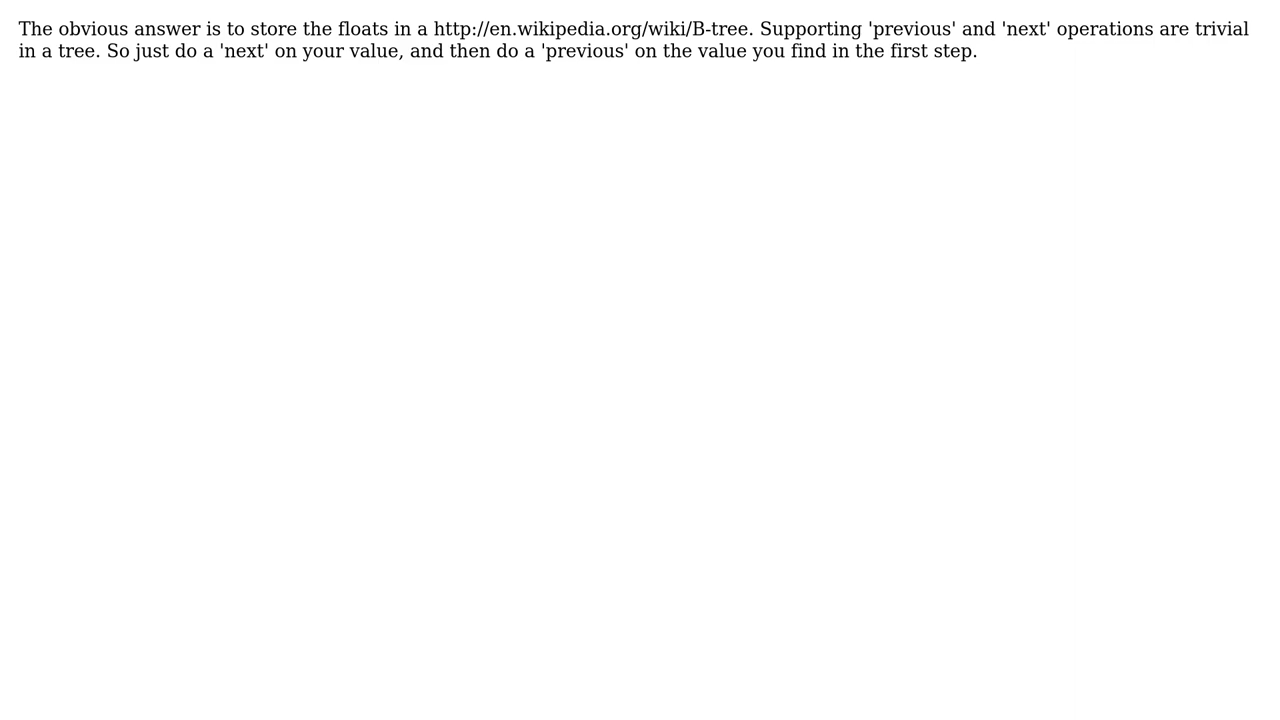 The obvious answer is to store the floats in a http://en.wikipedia.org/wiki/B-tree. Supporting 'previous' and 'next' operations are trivial
in a tree. So just do a 'next' on your value, and then do a 'previous' on the value you find in the first step.